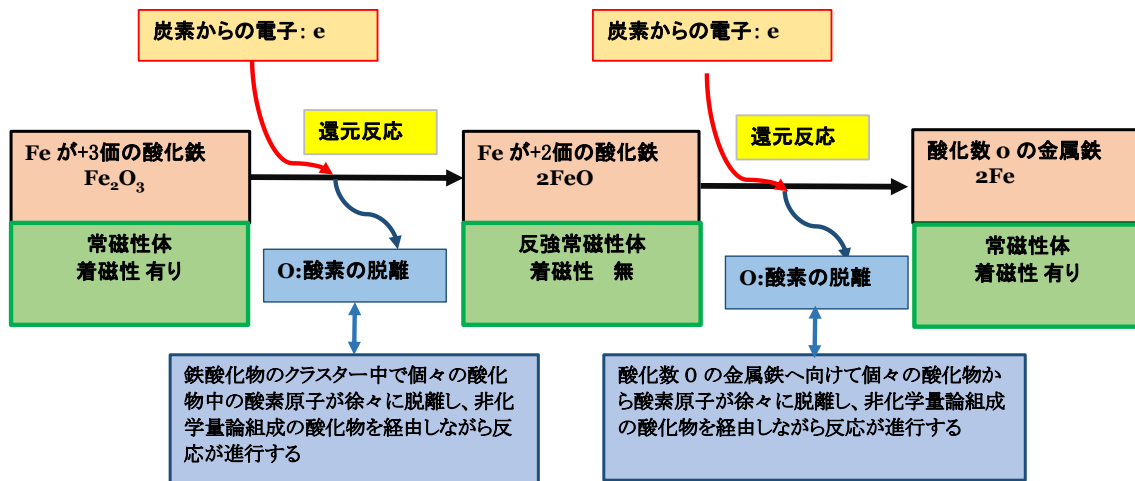 炭素からの電子: e
炭素からの電子: e
還元反応
還元反応
Fe が+3価の酸化鉄
Fe₂O₃
Fe が+2価の酸化鉄
2FeO
酸化数 0 の金属鉄
2Fe
常磁性体
着磁性 有り
O:酸素の脱離
反強常磁性体
着磁性 無
O:酸素の脱離
常磁性体
着磁性 有り
鉄酸化物のクラスター中で個々の酸化
物中の酸素原子が徐々に脱離し、非化
学量論組成の酸化物を経由しながら反
応が進行する
酸化数 0 の金属鉄へ向けて個々の酸化物か
ら酸素原子が徐々に脱離し、非化学量論組成
の酸化物を経由しながら反応が進行する